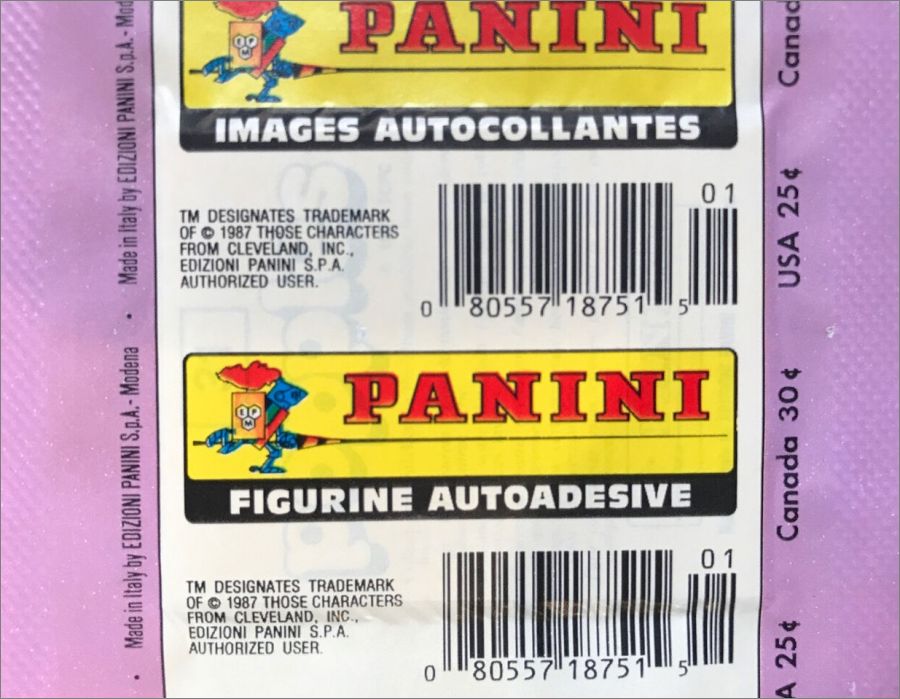 PANINI
IMAGES AUTOCOLLANTES
TM DESIGNATES TRADEMARK
OF © 1987 THOSE CHARACTERS
FROM CLEVELAND, INC.,
EDIZIONI PANINI S.P.A.
AUTHORIZED USER.
01
0 80557 18751 5
EPM
PANINI
FIGURINE AUTOADESIVE
TM DESIGNATES TRADEMARK
OF © 1987 THOSE CHARACTERS
FROM CLEVELAND, INC.,
EDIZIONI PANINI S.P.A.
AUTHORIZED USER.
01
0 80557 18751 5
Made in Italy by EDIZIONI PANINI S.p.A. - Mod
• Made in Italy by EDIZIONI PANINI S.p.A. - Modena •
A 25¢ Canada 30¢ USA 25¢ Canad